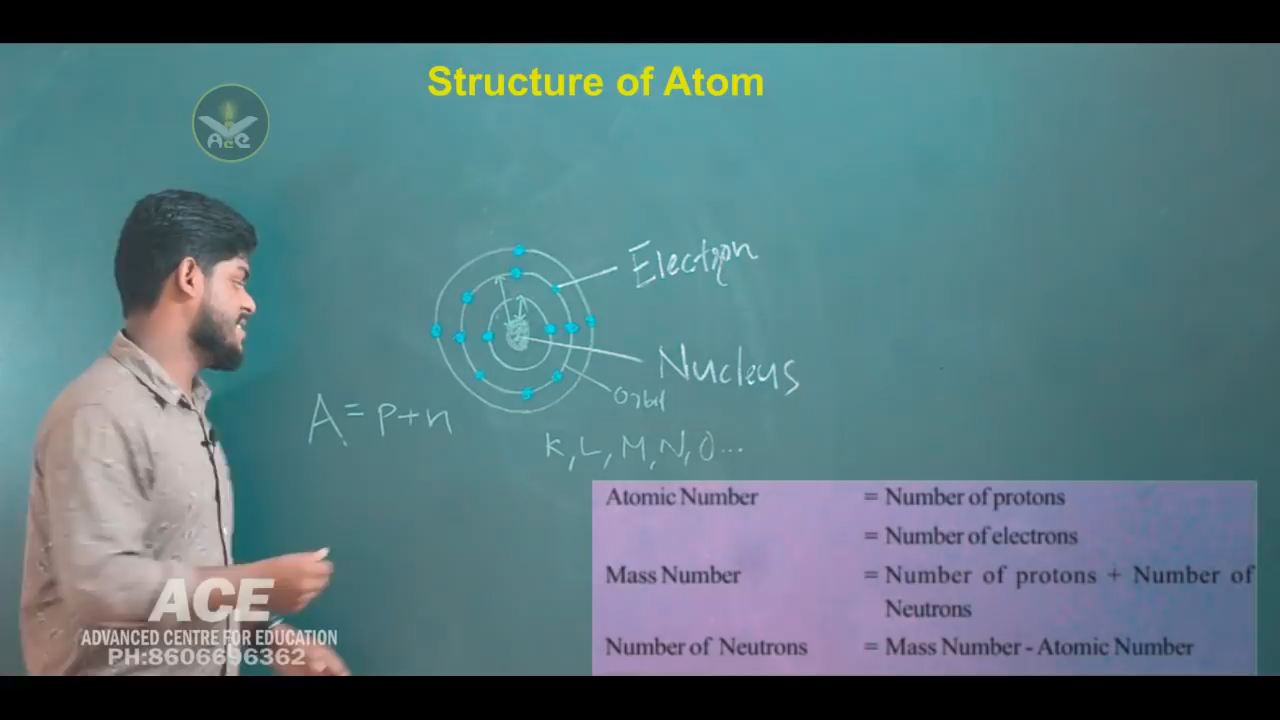 Structure of Atom
AcE
Electron
Nucleus
Orbit
A = p+n
K, L, M, N, O...
Atomic Number = Number of protons
= Number of electrons
Mass Number = Number of protons + Number of
Neutrons
Number of Neutrons = Mass Number - Atomic Number
ACE
ADVANCED CENTRE FOR EDUCATION
PH:8606696362